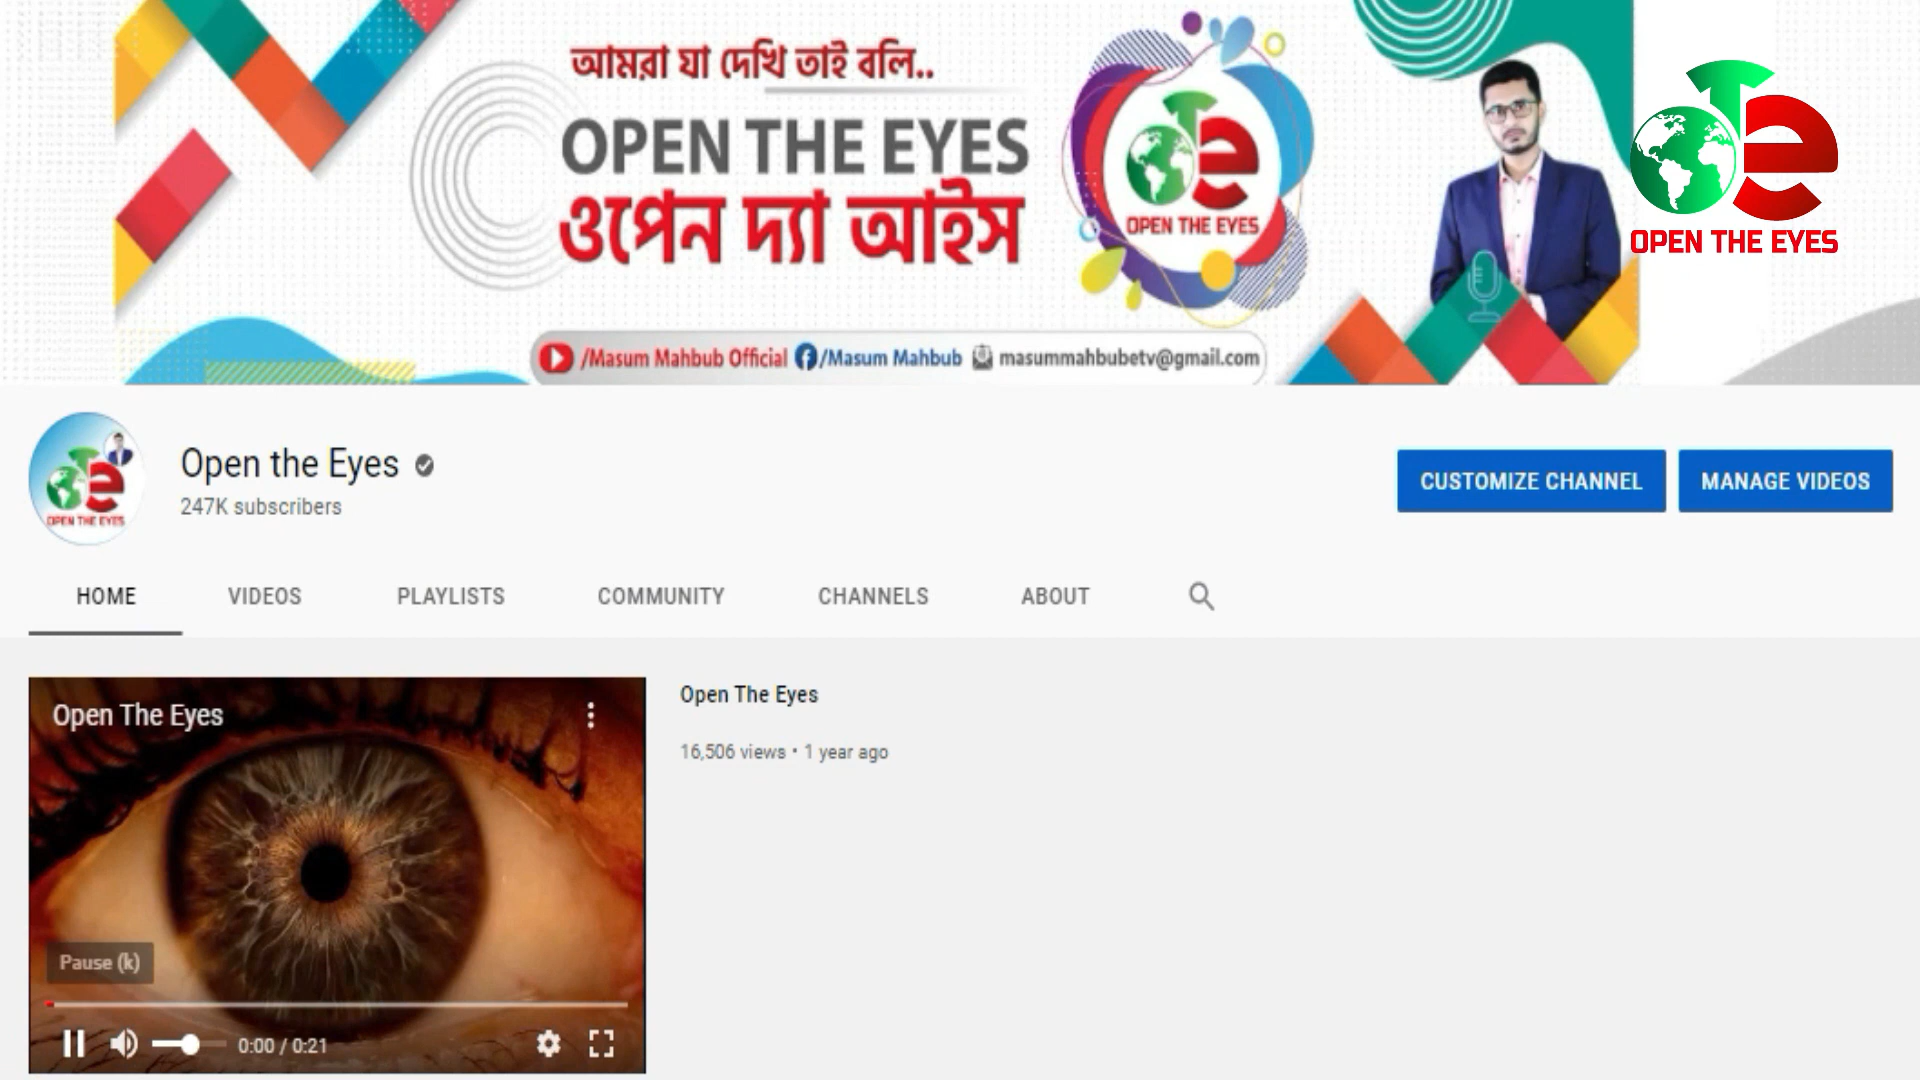 আমরা যা দেখি তাই বলি..
OPEN THE EYES
ওপেন দ্যা আইস
OPEN THE EYES
OPEN THE EYES
/Masum Mahbub Official /Masum Mahbub masummahbubetv@gmail.com
OPEN THE EYES
Open the Eyes
247K subscribers
CUSTOMIZE CHANNEL
MANAGE VIDEOS
HOME VIDEOS PLAYLISTS COMMUNITY CHANNELS ABOUT
Open The Eyes
Open The Eyes
16,506 views • 1 year ago
Pause (k)
0:00 / 0:21